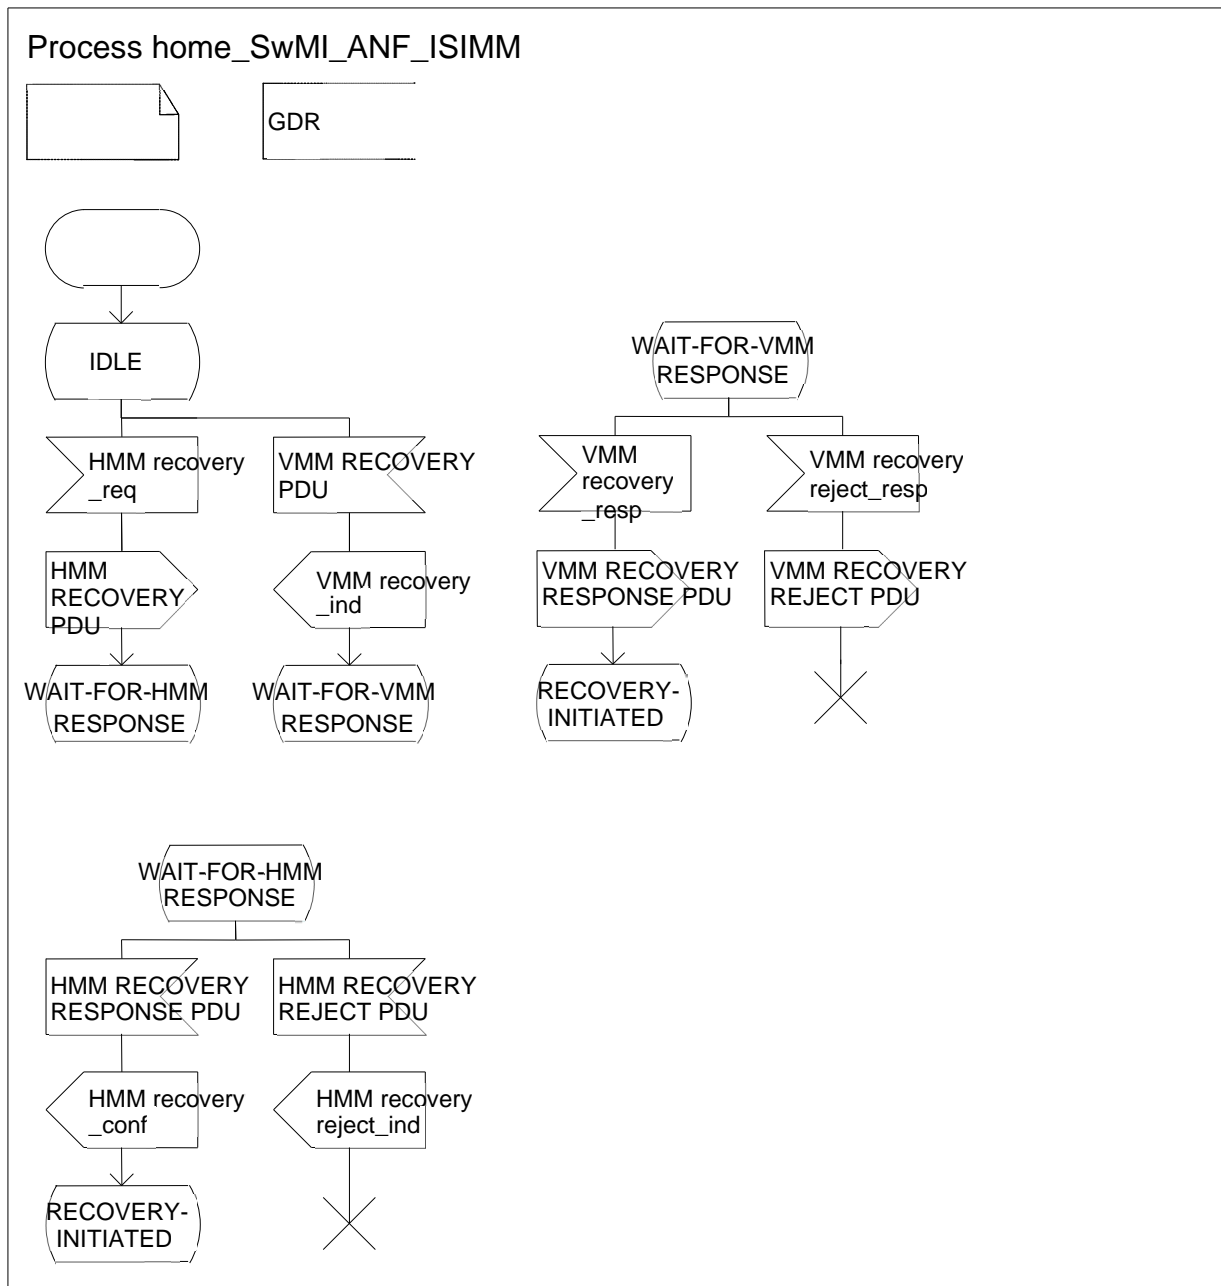 Process home_SwMI_ANF_ISIMM
GDR
IDLE
HMM recovery
_req
VMM RECOVERY
PDU
HMM
RECOVERY
PDU
VMM recovery
_ind
WAIT-FOR-HMM
RESPONSE
WAIT-FOR-VMM
RESPONSE
WAIT-FOR-VMM
RESPONSE
VMM
recovery
_resp
VMM recovery
reject_resp
VMM RECOVERY
RESPONSE PDU
VMM RECOVERY
REJECT PDU
RECOVERY-
INITIATED
WAIT-FOR-HMM
RESPONSE
HMM RECOVERY
RESPONSE PDU
HMM RECOVERY
REJECT PDU
HMM recovery
_conf
HMM recovery
reject_ind
RECOVERY-
INITIATED